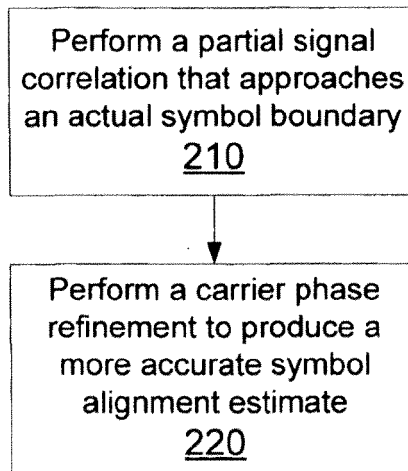 Perform a partial signal
correlation that approaches
an actual symbol boundary
210
Perform a carrier phase
refinement to produce a
more accurate symbol
alignment estimate
220